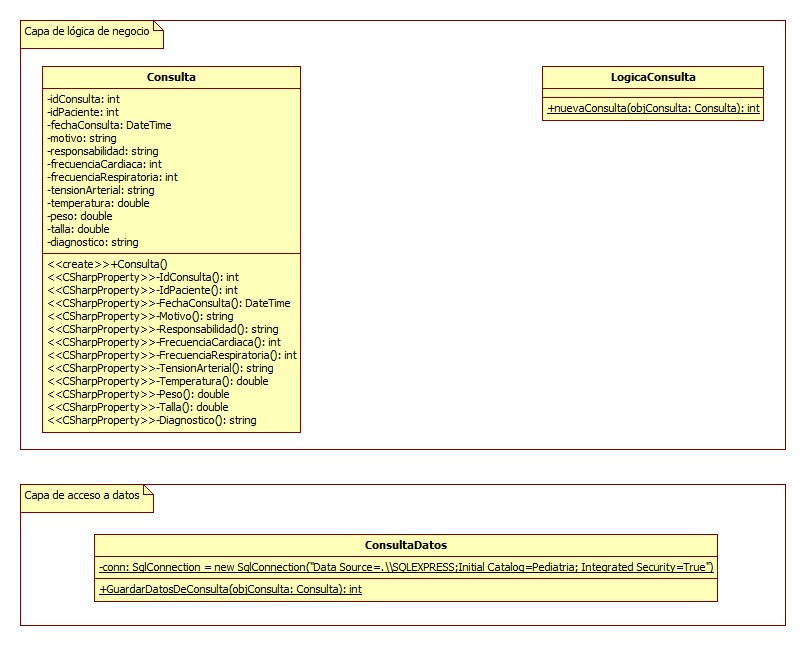 Capa de lógica de negocio
Consulta
-idConsulta: int
-idPaciente: int
-fechaConsulta: DateTime
-motivo: string
-responsabilidad: string
-frecuenciaCardiaca: int
-frecuenciaRespiratoria: int
-tensionArterial: string
-temperatura: double
-peso: double
-talla: double
-diagnostico: string
<<create>>+Consulta()
<<CSharpProperty>>-IdConsulta(): int
<<CSharpProperty>>-IdPaciente(): int
<<CSharpProperty>>-FechaConsulta(): DateTime
<<CSharpProperty>>-Motivo(): string
<<CSharpProperty>>-Responsabilidad(): string
<<CSharpProperty>>-FrecuenciaCardiaca(): int
<<CSharpProperty>>-FrecuenciaRespiratoria(): int
<<CSharpProperty>>-TensionArterial(): string
<<CSharpProperty>>-Temperatura(): double
<<CSharpProperty>>-Peso(): double
<<CSharpProperty>>-Talla(): double
<<CSharpProperty>>-Diagnostico(): string
LogicaConsulta
+nuevaConsulta(objConsulta: Consulta): int
Capa de acceso a datos
ConsultaDatos
-conn: SqlConnection = new SqlConnection("Data Source=.\\SQLEXPRESS;Initial Catalog=Pediatria; Integrated Security=True")
+GuardarDatosDeConsulta(objConsulta: Consulta): int